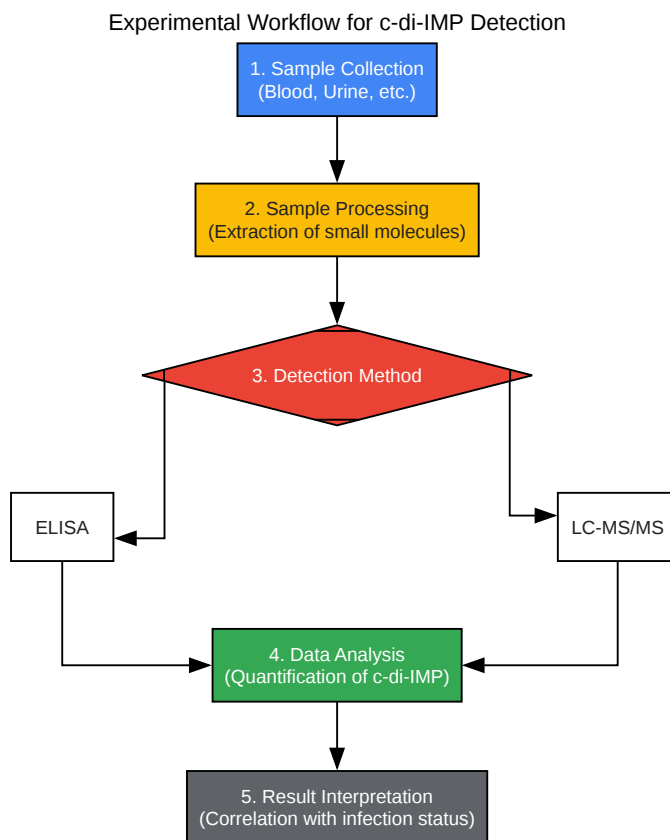 Experimental Workflow for c-di-IMP Detection
1. Sample Collection
(Blood, Urine, etc.)
2. Sample Processing
(Extraction of small molecules)
3. Detection Method
ELISA
LC-MS/MS
4. Data Analysis
(Quantification of c-di-IMP)
5. Result Interpretation
(Correlation with infection status)